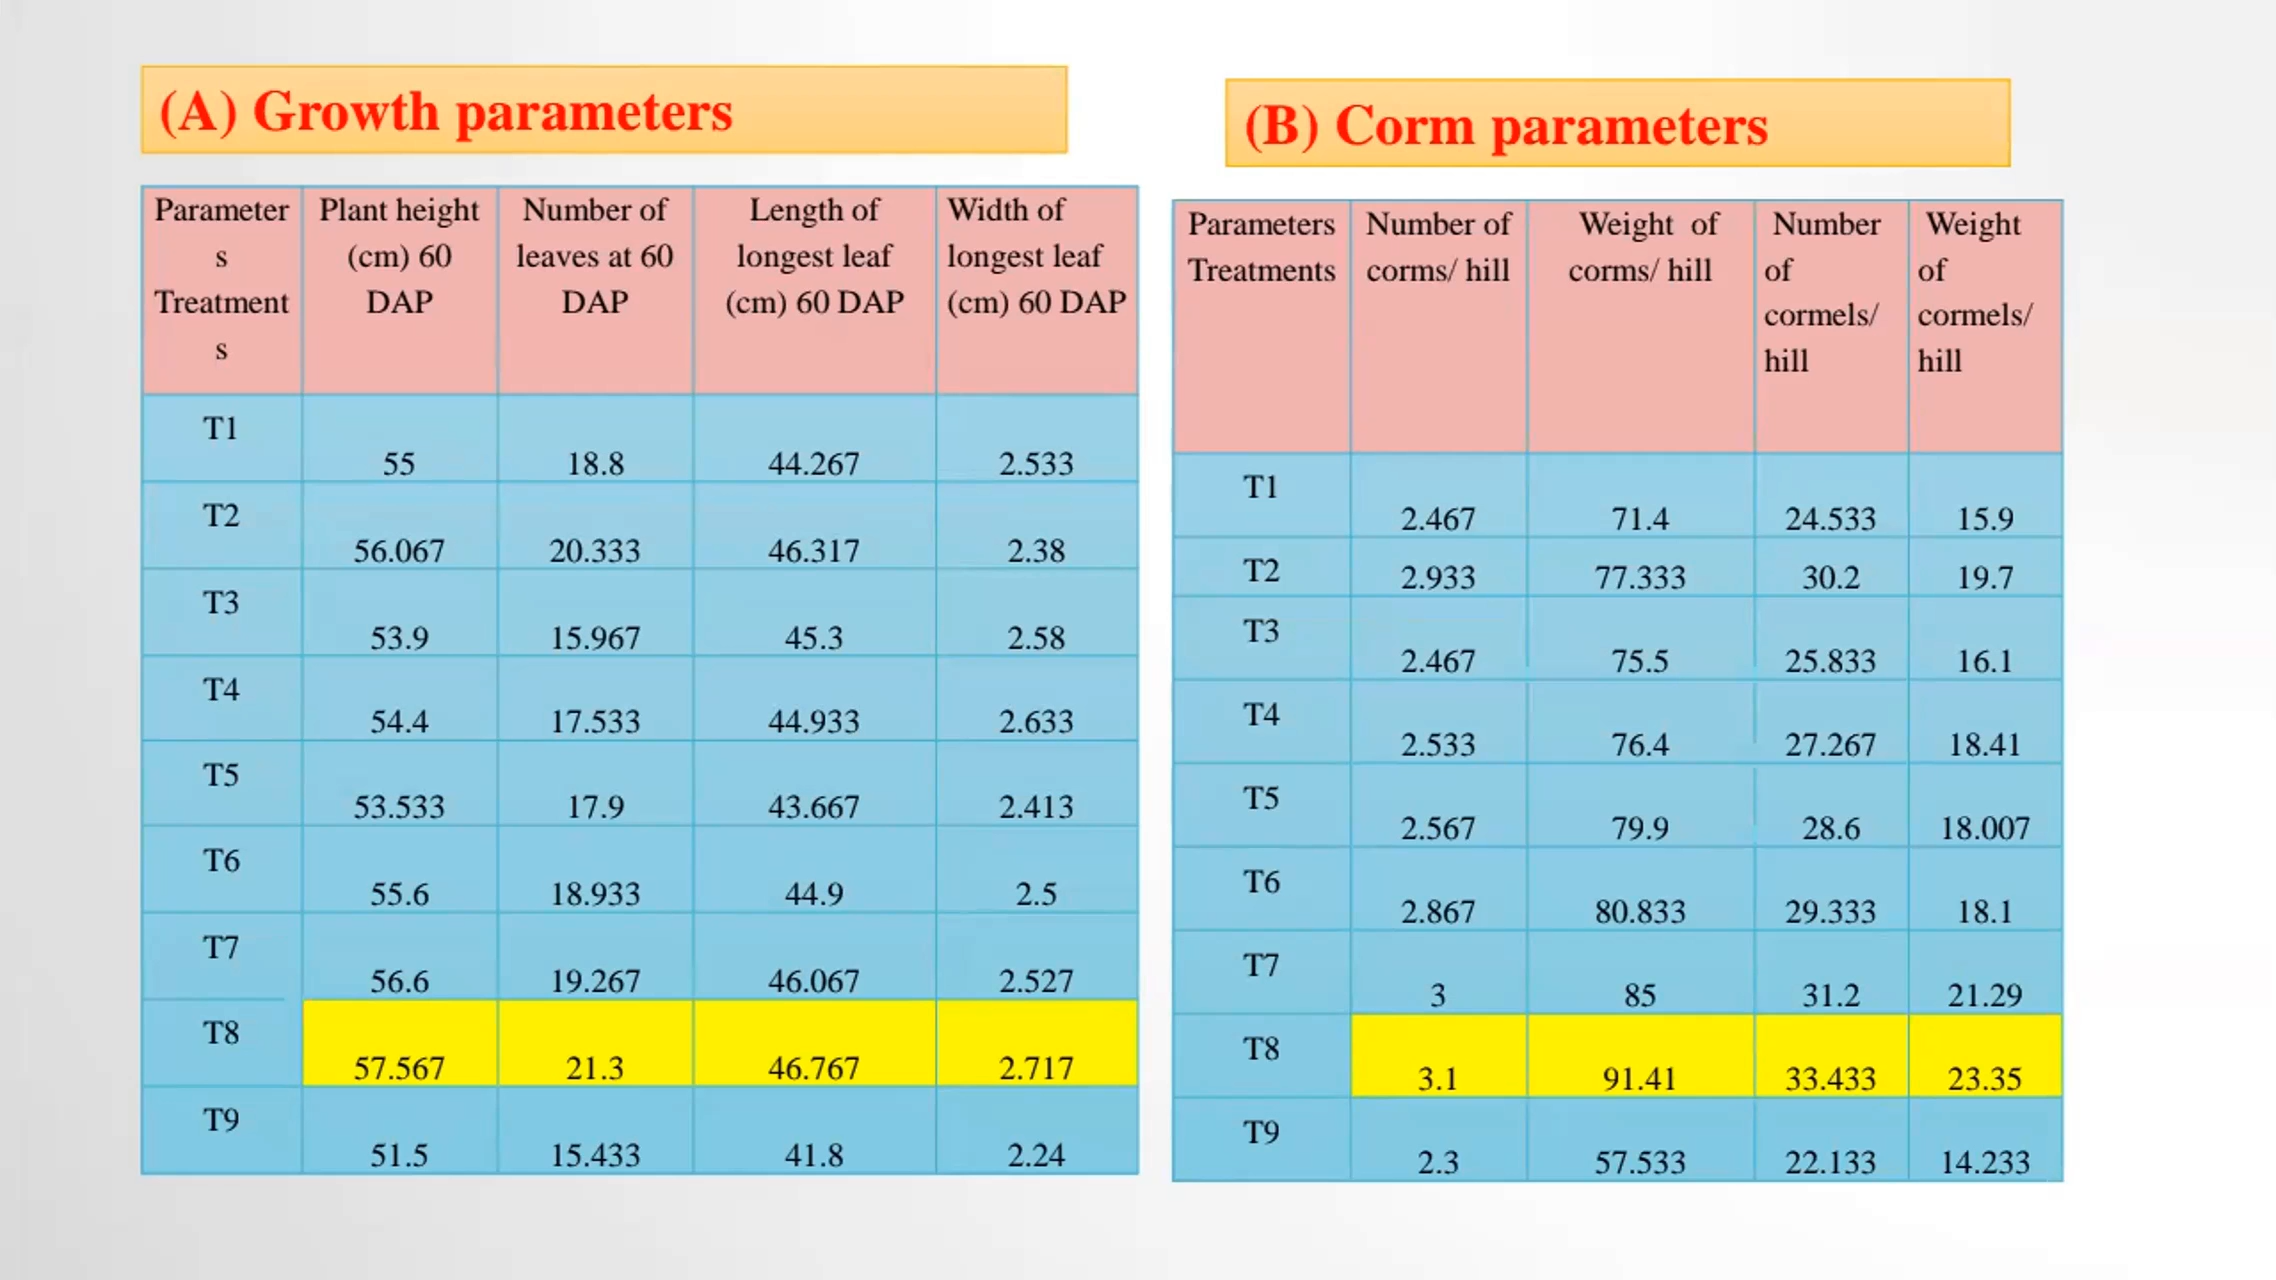 (A) Growth parameters
Parameter
s
Treatment
s
Plant height
(cm) 60
DAP
Number of
leaves at 60
DAP
Length of
longest leaf
(cm) 60 DAP
Width of
longest leaf
(cm) 60 DAP
T1 55 18.8 44.267 2.533
T2 56.067 20.333 46.317 2.38
T3 53.9 15.967 45.3 2.58
T4 54.4 17.533 44.933 2.633
T5 53.533 17.9 43.667 2.413
T6 55.6 18.933 44.9 2.5
T7 56.6 19.267 46.067 2.527
T8 57.567 21.3 46.767 2.717
T9 51.5 15.433 41.8 2.24
(B) Corm parameters
Parameters
Treatments
Number of
corms/ hill
Weight of
corms/ hill
Number
of
cormels/
hill
Weight
of
cormels/
hill
T1 2.467 71.4 24.533 15.9
T2 2.933 77.333 30.2 19.7
T3 2.467 75.5 25.833 16.1
T4 2.533 76.4 27.267 18.41
T5 2.567 79.9 28.6 18.007
T6 2.867 80.833 29.333 18.1
T7 3 85 31.2 21.29
T8 3.1 91.41 33.433 23.35
T9 2.3 57.533 22.133 14.233